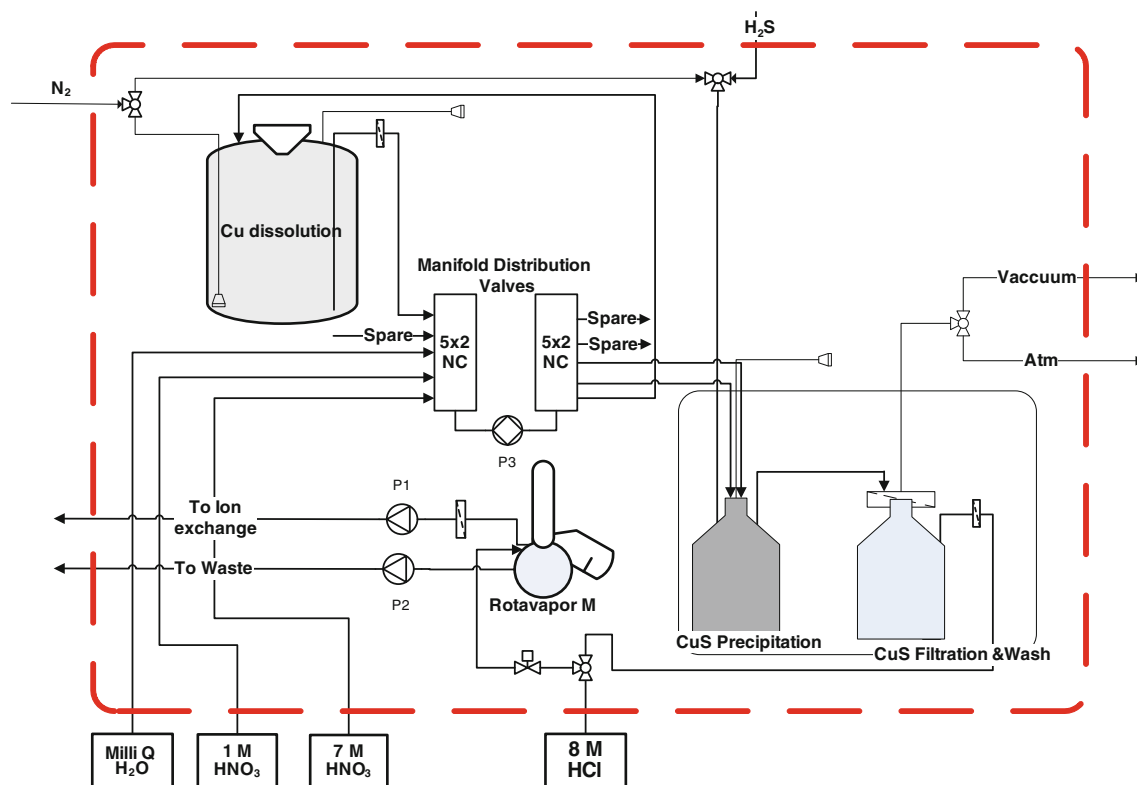 H₂S
N₂
Cu dissolution
Manifold Distribution
Valves
Vaccuum
Spare
5x2
NC
5x2
NC
Spare
Spare
Atm
P3
P1
To Ion
exchange
To Waste
P2
Rotavapor M
CuS Precipitation
CuS Filtration &Wash
Milli Q
H₂O
1 M
HNO₃
7 M
HNO₃
8 M
HCl